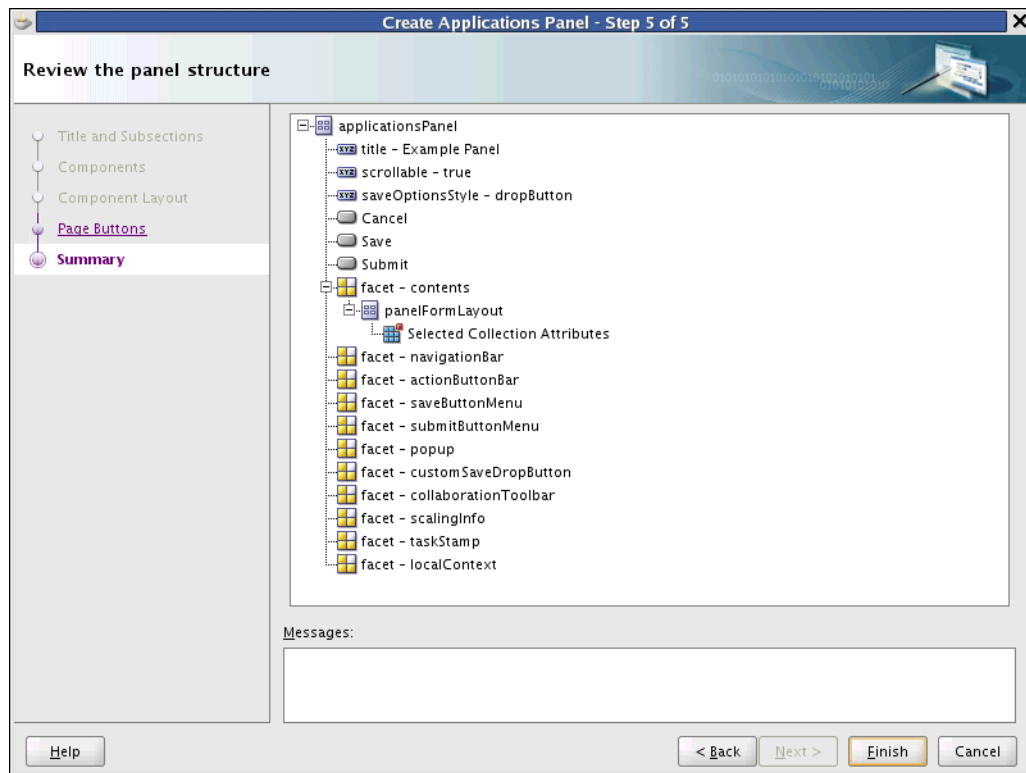 Create Applications Panel - Step 5 of 5
Review the panel structure
Title and Subsections
Components
Component Layout
Page Buttons
Summary
applicationsPanel
title - Example Panel
scrollable - true
saveOptionsStyle - dropButton
Cancel
Save
Submit
facet - contents
panelFormLayout
Selected Collection Attributes
facet - navigationBar
facet - actionButtonBar
facet - saveButtonMenu
facet - submitButtonMenu
facet - popup
facet - customSaveDropButton
facet - collaborationToolbar
facet - scalingInfo
facet - taskStamp
facet - localContext
Messages:
Help
< Back
Next >
Finish
Cancel